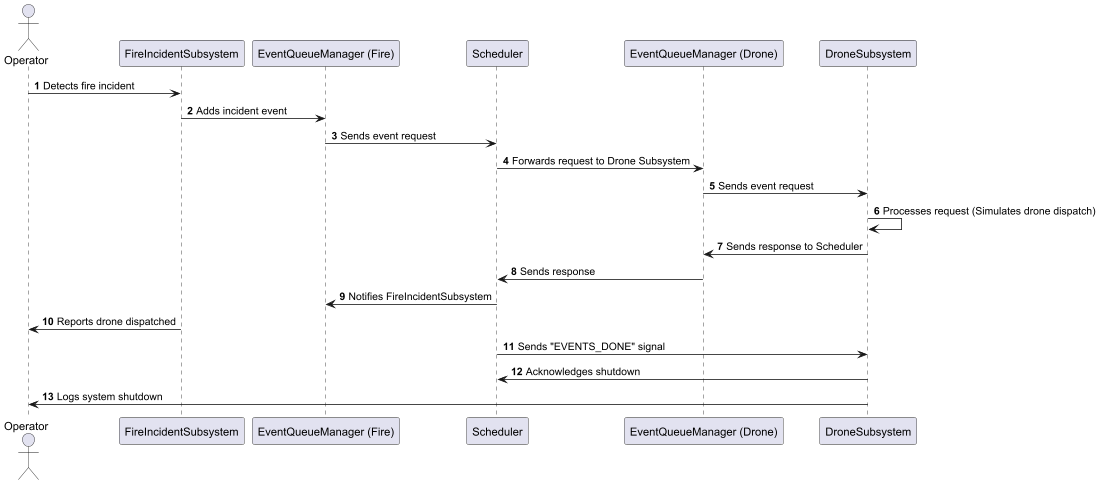 Operator
FireIncidentSubsystem
EventQueueManager (Fire)
Scheduler
EventQueueManager (Drone)
DroneSubsystem
1 Detects fire incident
2 Adds incident event
3 Sends event request
4 Forwards request to Drone Subsystem
5 Sends event request
6 Processes request (Simulates drone dispatch)
7 Sends response to Scheduler
8 Sends response
9 Notifies FireIncidentSubsystem
10 Reports drone dispatched
11 Sends "EVENTS_DONE" signal
12 Acknowledges shutdown
13 Logs system shutdown
Operator
FireIncidentSubsystem
EventQueueManager (Fire)
Scheduler
EventQueueManager (Drone)
DroneSubsystem